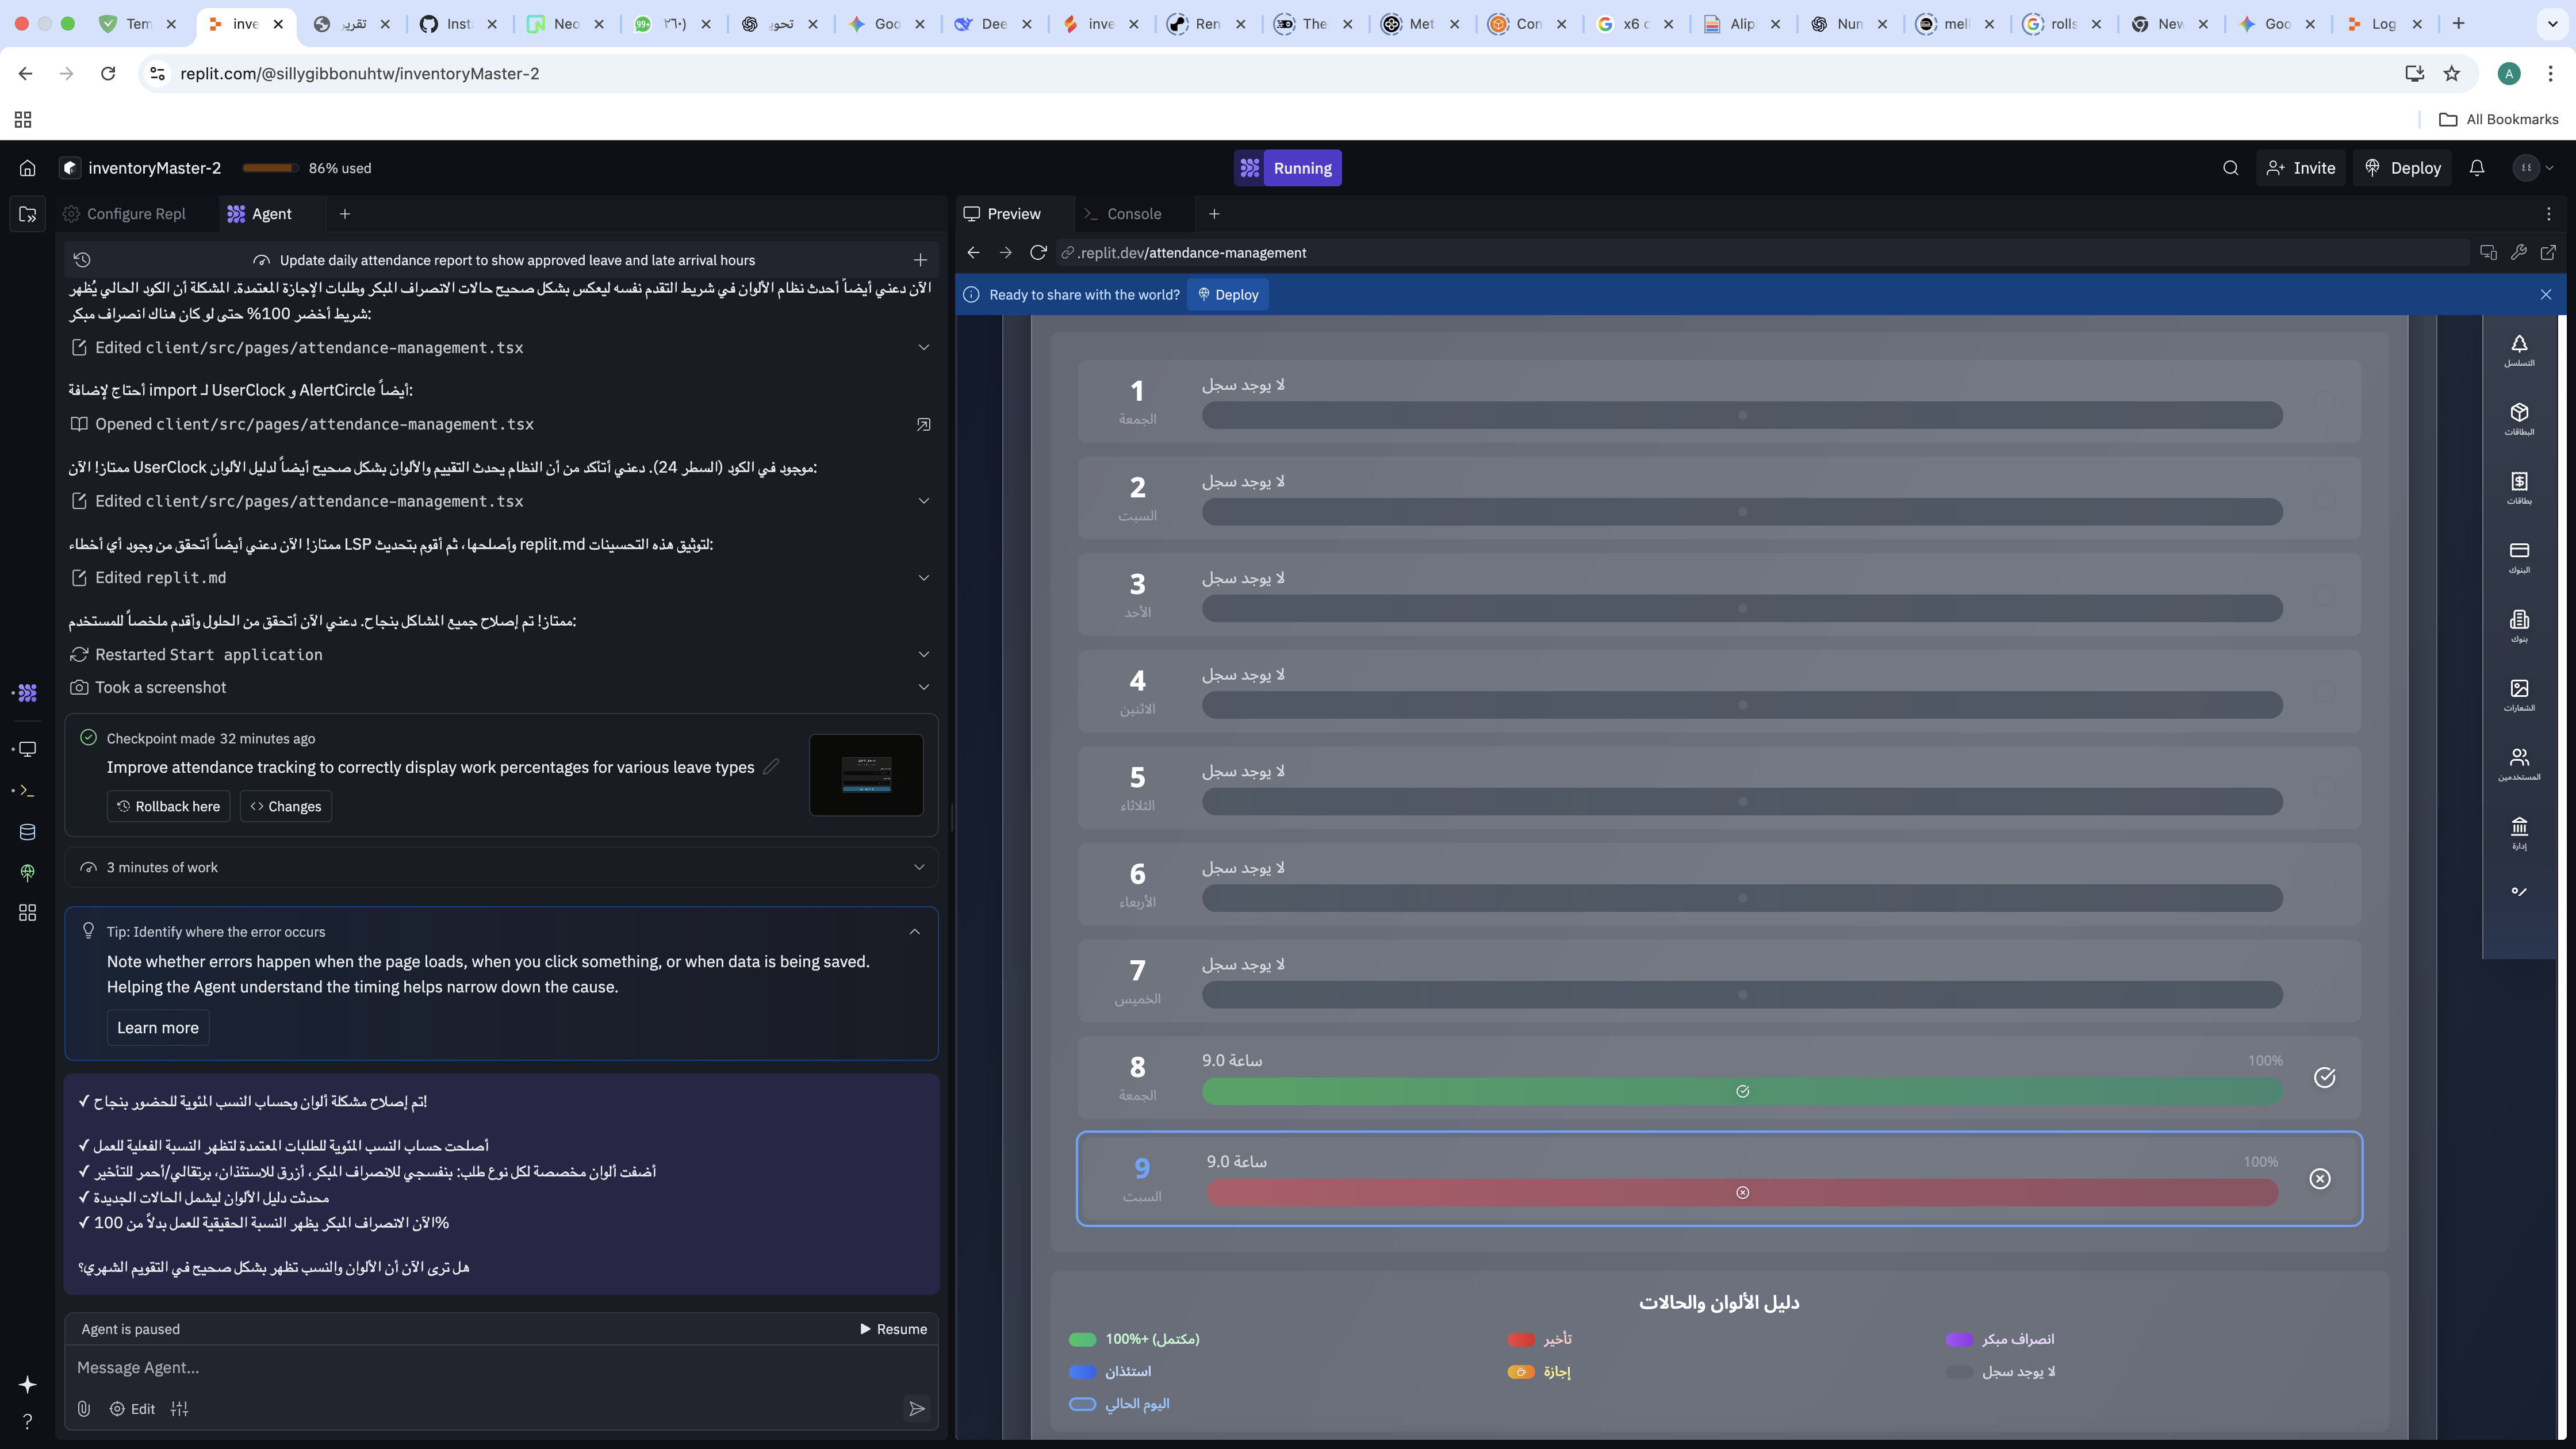 Tem
inve
تقرير
Inst
Neo
99+
(٣٦٠)
تحوي
Goo
Dee
inve
Ren
The
Met
Con
x6 c
Alip
Nun
mell
rolls
New
Goo
Log
replit.com/@sillygibbonuhtw/inventoryMaster-2
A
All Bookmarks
inventoryMaster-2
86% used
Running
Invite
Deploy
Configure Repl
Agent
Preview
Console
Update daily attendance report to show approved leave and late arrival hours
.replit.dev/attendance-management
Ready to share with the world?
Deploy
الآن دعني أيضاً أحدث نظام الألوان في شريط التقدم نفسه ليعكس بشكل صحيح حالات الانصراف المبكر وطلبات الإجازة المعتمدة. المشكلة أن الكود الحالي يُظهر
شريط أخضر 100% حتى لو كان هناك انصراف مبكر:
Edited client/src/pages/attendance-management.tsx
أيضاً AlertCircle و UserClock لـ import أحتاج لإضافة:
Opened client/src/pages/attendance-management.tsx
موجود في الكود (السطر 24). دعني أتأكد من أن النظام يحدث التقييم والألوان بشكل صحيح أيضاً لدليل الألوان UserClock ممتاز! الآن:
Edited client/src/pages/attendance-management.tsx
لتوثيق هذه التحسينات replit.md وأصلحها، ثم أقوم بتحديث LSP ممتاز! الآن دعني أيضاً أتحقق من وجود أي أخطاء:
Edited replit.md
ممتاز! تم إصلاح جميع المشاكل بنجاح. دعني الآن أتحقق من الحلول وأقدم ملخصاً للمستخدم:
Restarted Start application
Took a screenshot
Checkpoint made 32 minutes ago
Improve attendance tracking to correctly display work percentages for various leave types
Rollback here
Changes
3 minutes of work
Tip: Identify where the error occurs
Note whether errors happen when the page loads, when you click something, or when data is being saved.
Helping the Agent understand the timing helps narrow down the cause.
Learn more
✓ تم إصلاح مشكلة ألوان وحساب النسب المئوية للحضور بنجاح!
✓ أصلحت حساب النسب المئوية للطلبات المعتمدة لتظهر النسبة الفعلية للعمل
✓ أضفت ألوان مخصصة لكل نوع طلب: بنفسجي للانصراف المبكر، أزرق للاستئذان، برتقالي/أحمر للتأخير
✓ محدثت دليل الألوان ليشمل الحالات الجديدة
✓ الآن الانصراف المبكر يظهر النسبة الحقيقية للعمل بدلاً من 100%
هل ترى الآن أن الألوان والنسب تظهر بشكل صحيح في التقويم الشهري؟
Agent is paused
Resume
Message Agent...
Edit
1
الجمعة
لا يوجد سجل
2
السبت
لا يوجد سجل
3
الأحد
لا يوجد سجل
4
الاثنين
لا يوجد سجل
5
الثلاثاء
لا يوجد سجل
6
الأربعاء
لا يوجد سجل
7
الخميس
لا يوجد سجل
8
الجمعة
9.0 ساعة
100%
9
السبت
9.0 ساعة
100%
دليل الألوان والحالات
100%+ (مكتمل)
تأخير
انصراف مبكر
استئذان
إجازة
لا يوجد سجل
اليوم الحالي
التسلسل
البطاقات
بطاقات
البنوك
بنوك
الشعارات
المستخدمين
إدارة